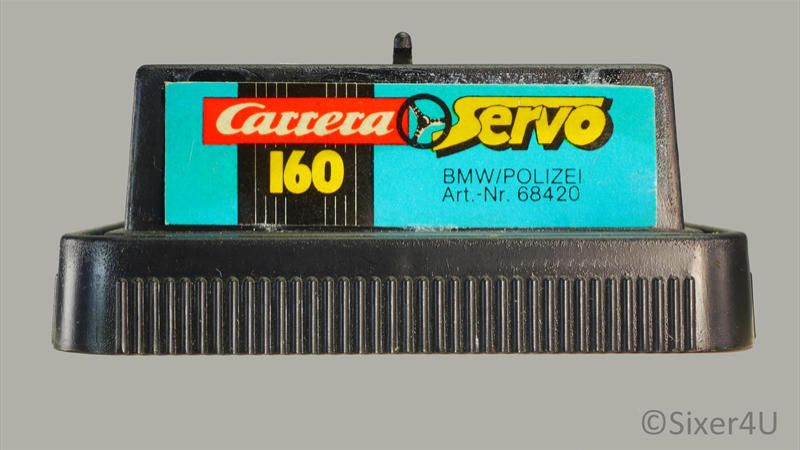 Carrera Servo
160
BMW/POLIZEI
Art.-Nr. 68420
©Sixer4U